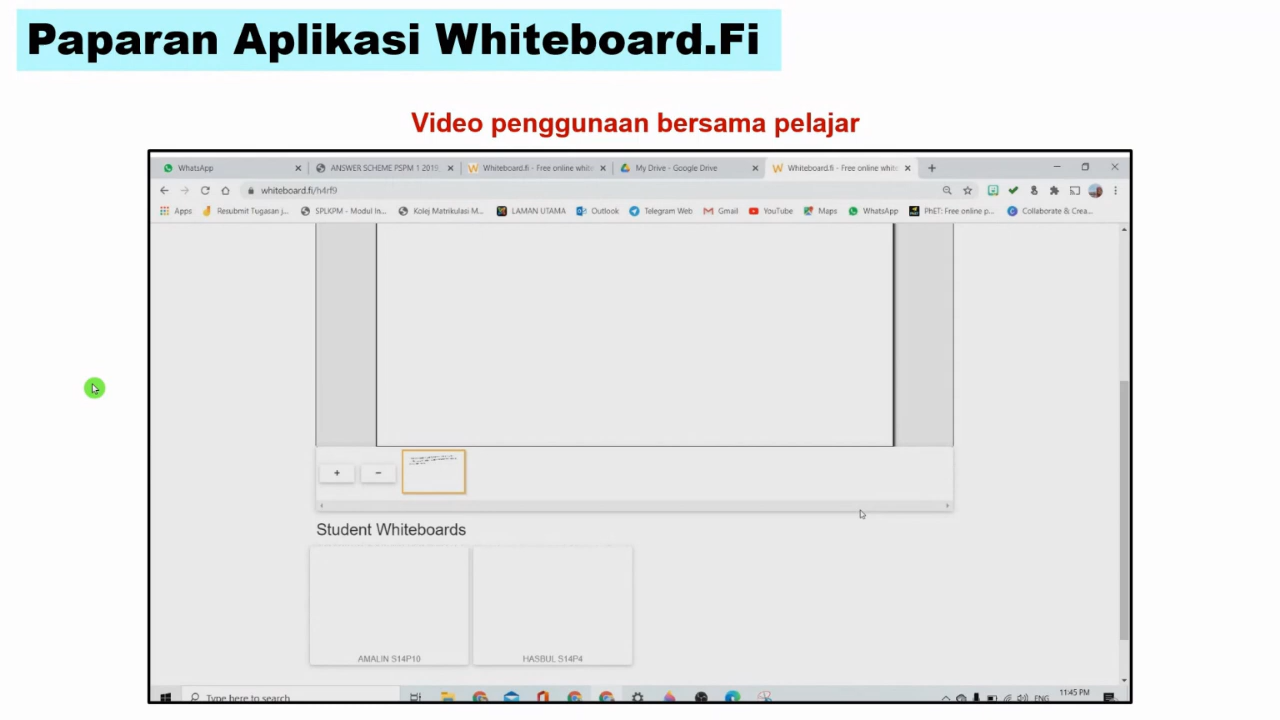 Paparan Aplikasi Whiteboard.Fi
Video penggunaan bersama pelajar
WhatsApp
ANSWER SCHEME PSPM 1 2019
Whiteboard.fi - Free online white
My Drive - Google Drive
Whiteboard.fi - Free online white
whiteboard.fi/h4rf9
Apps
Resubmit Tugasan j...
SPLKPM - Modul In...
Kolej Matrikulasi M...
LAMAN UTAMA
Outlook
Telegram Web
Gmail
YouTube
Maps
WhatsApp
PhET: Free online p...
Collaborate & Crea...
+
-
Student Whiteboards
AMALIN S14P10
HASBUL S14P4
Type here to search
ENG
11:45 PM